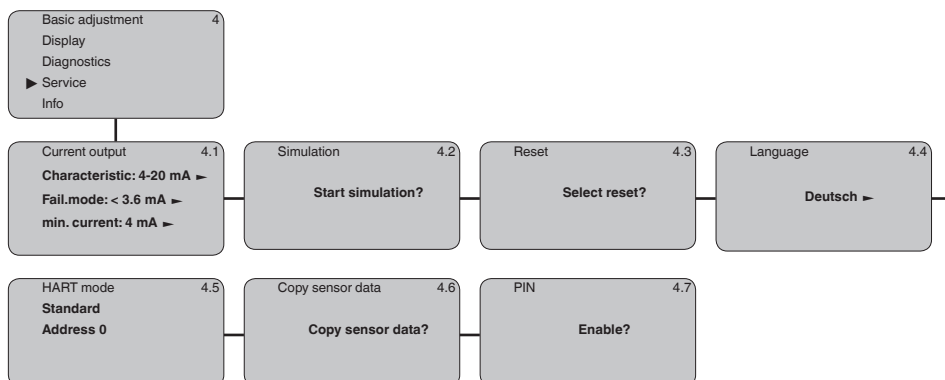 Basic adjustment 4
Display
Diagnostics
▶ Service
Info
Current output 4.1
Characteristic: 4-20 mA ►
Fail.mode: < 3.6 mA ►
min. current: 4 mA ►
Simulation 4.2
Start simulation?
Reset 4.3
Select reset?
Language 4.4
Deutsch ►
HART mode 4.5
Standard
Address 0
Copy sensor data 4.6
Copy sensor data?
PIN 4.7
Enable?